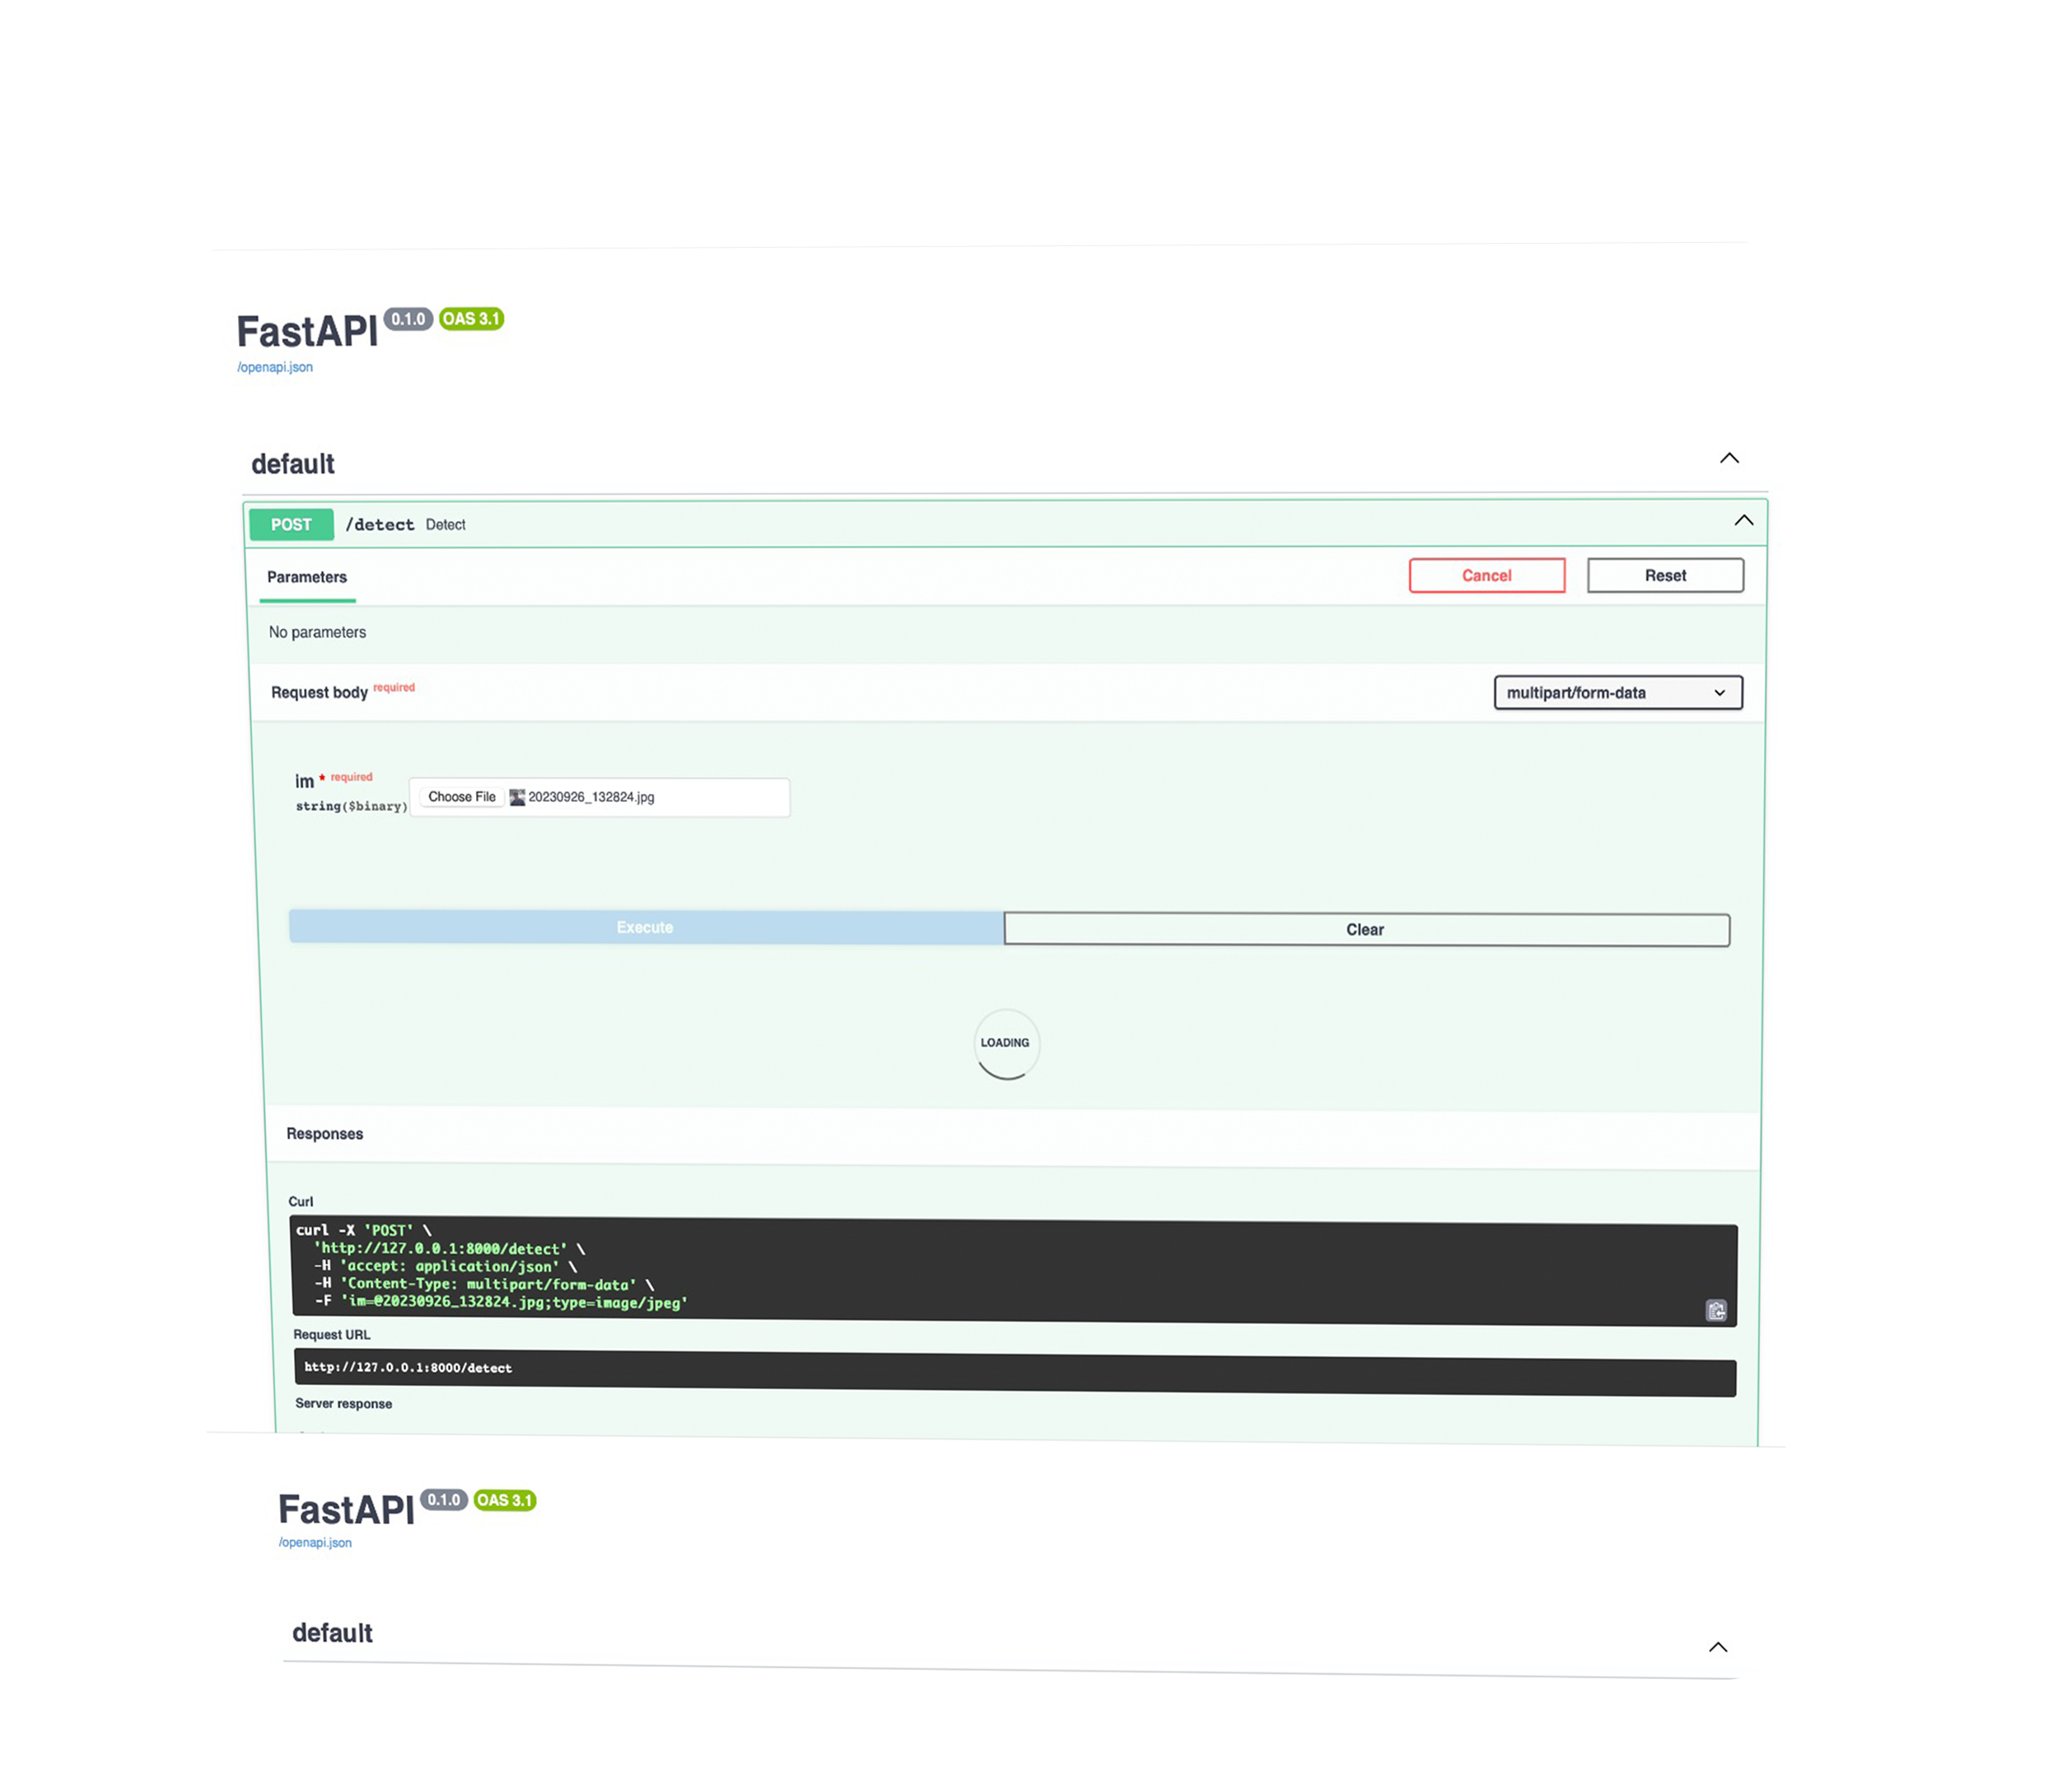 FastAPI 0.1.0 OAS 3.1
/openapi.json
default
POST /detect Detect
Parameters Cancel Reset
No parameters
Request body required multipart/form-data
im * required
string($binary) Choose File 20230926_132824.jpg
Execute Clear
LOADING
Responses
Curl
curl -X 'POST' \
'http://127.0.0.1:8000/detect' \
-H 'accept: application/json' \
-H 'Content-Type: multipart/form-data' \
-F 'im=@20230926_132824.jpg;type=image/jpeg'
Request URL
http://127.0.0.1:8000/detect
Server response
FastAPI 0.1.0 OAS 3.1
/openapi.json
default